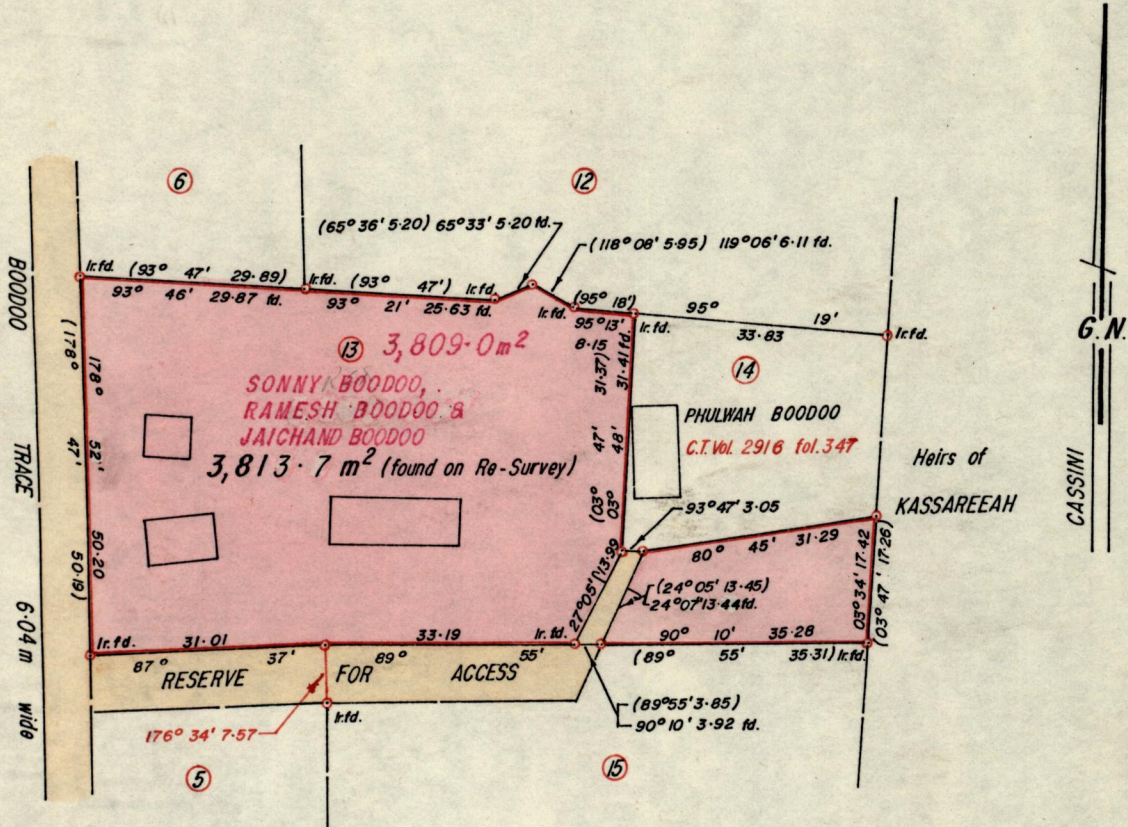 6
12
(65° 36' 5·20) 65°33' 5·20 fd.
(118° 08' 5·95) 119°06' 6·11 fd.
Ir.fd.
(93° 47' 29·89)
93° 46' 29·87 fd.
Ir.fd.
(93° 47')
93° 21' 25·63 fd.
Ir.fd.
Ir.fd.
(95° 18')
95°13'
8·15
Ir.fd.
95° 19'
33·83
Ir.fd.
G.N.
CASSINI
BOODOO TRACE 6·04 m wide
(178° 47' 50·19)
178° 52' 50·20
13
3,809·0m²
SONNY BOODOO,
RAMESH BOODOO &
JAICHAND BOODOO
3,813·7 m² (found on Re-Survey)
(03° 47' 31·37)
03° 48' 31·41 fd.
14
PHULWAH BOODOO
C.T. Vol. 2916 fol. 347
Heirs of
KASSAREEAH
93°47' 3·05
80° 45' 31·29
27°05' 13·99
(24°05' 13·45)
24°07' 13·44fd.
03°34' 17·42
(03°47' 17·26)
Ir.fd.
31·01
87° 37'
33·19
89° 55'
Ir.fd.
90° 10' 35·28
(89° 55' 35·31)
Ir.fd.
RESERVE FOR ACCESS
(89°55' 3·85)
90°10' 3·92 fd.
Ir.fd.
176° 34' 7·57
5
15